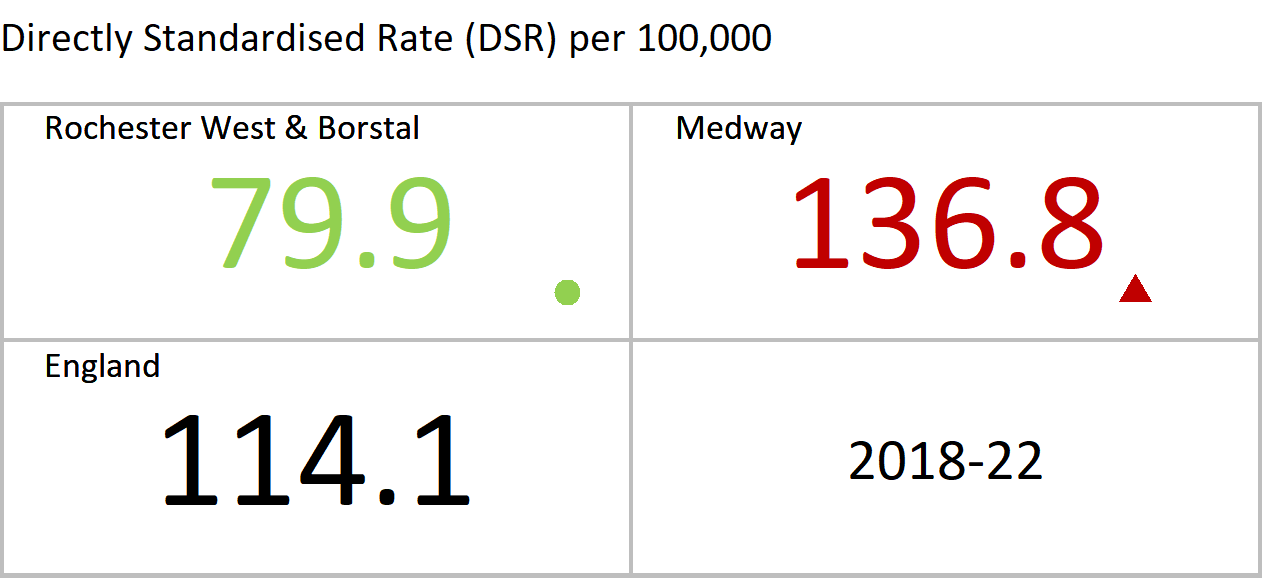 Directly Standardised Rate (DSR) per 100,000
Rochester West & Borstal
79.9
Medway
136.8
England
114.1
2018-22